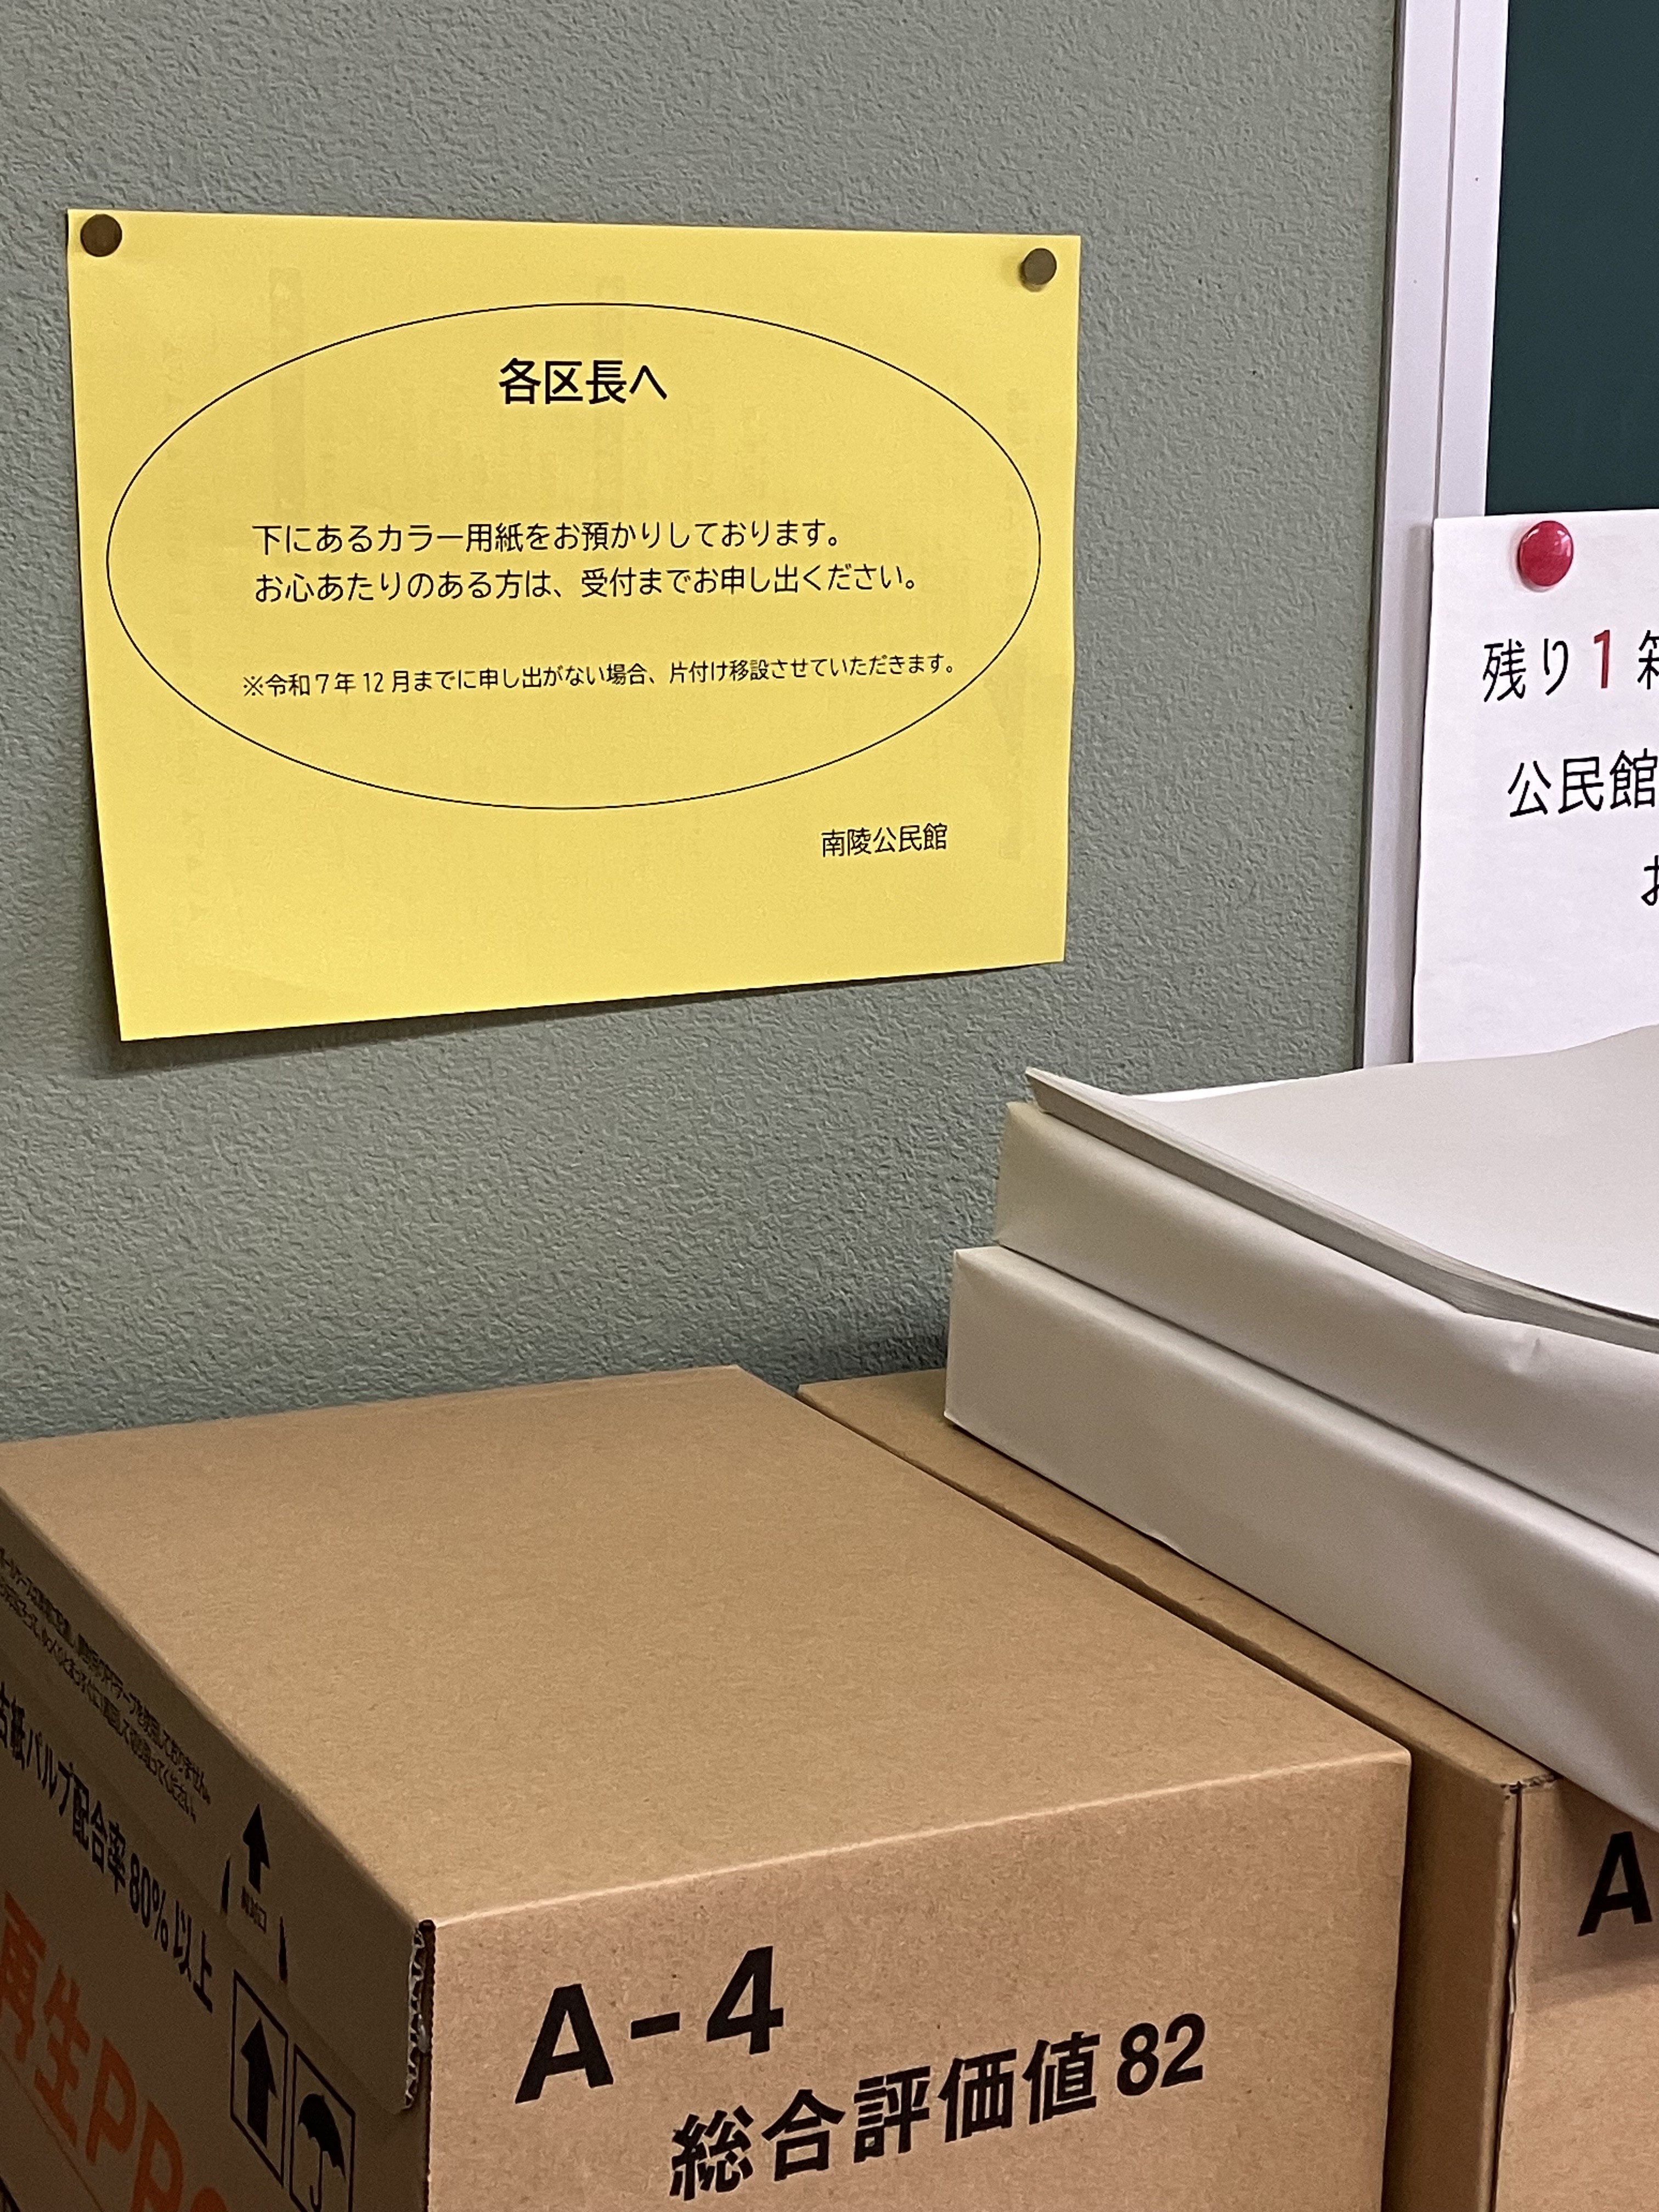 各区長へ
下にあるカラー用紙をお預かりしております。
お心あたりのある方は、受付までお申し出ください。
※令和7年12月までに申し出がない場合、片付け移設させていただきます。
南陵公民館
残り1箱
公民館
お
古紙パルプ配合率80%以上
再生PP
A-4
総合評価値82
A